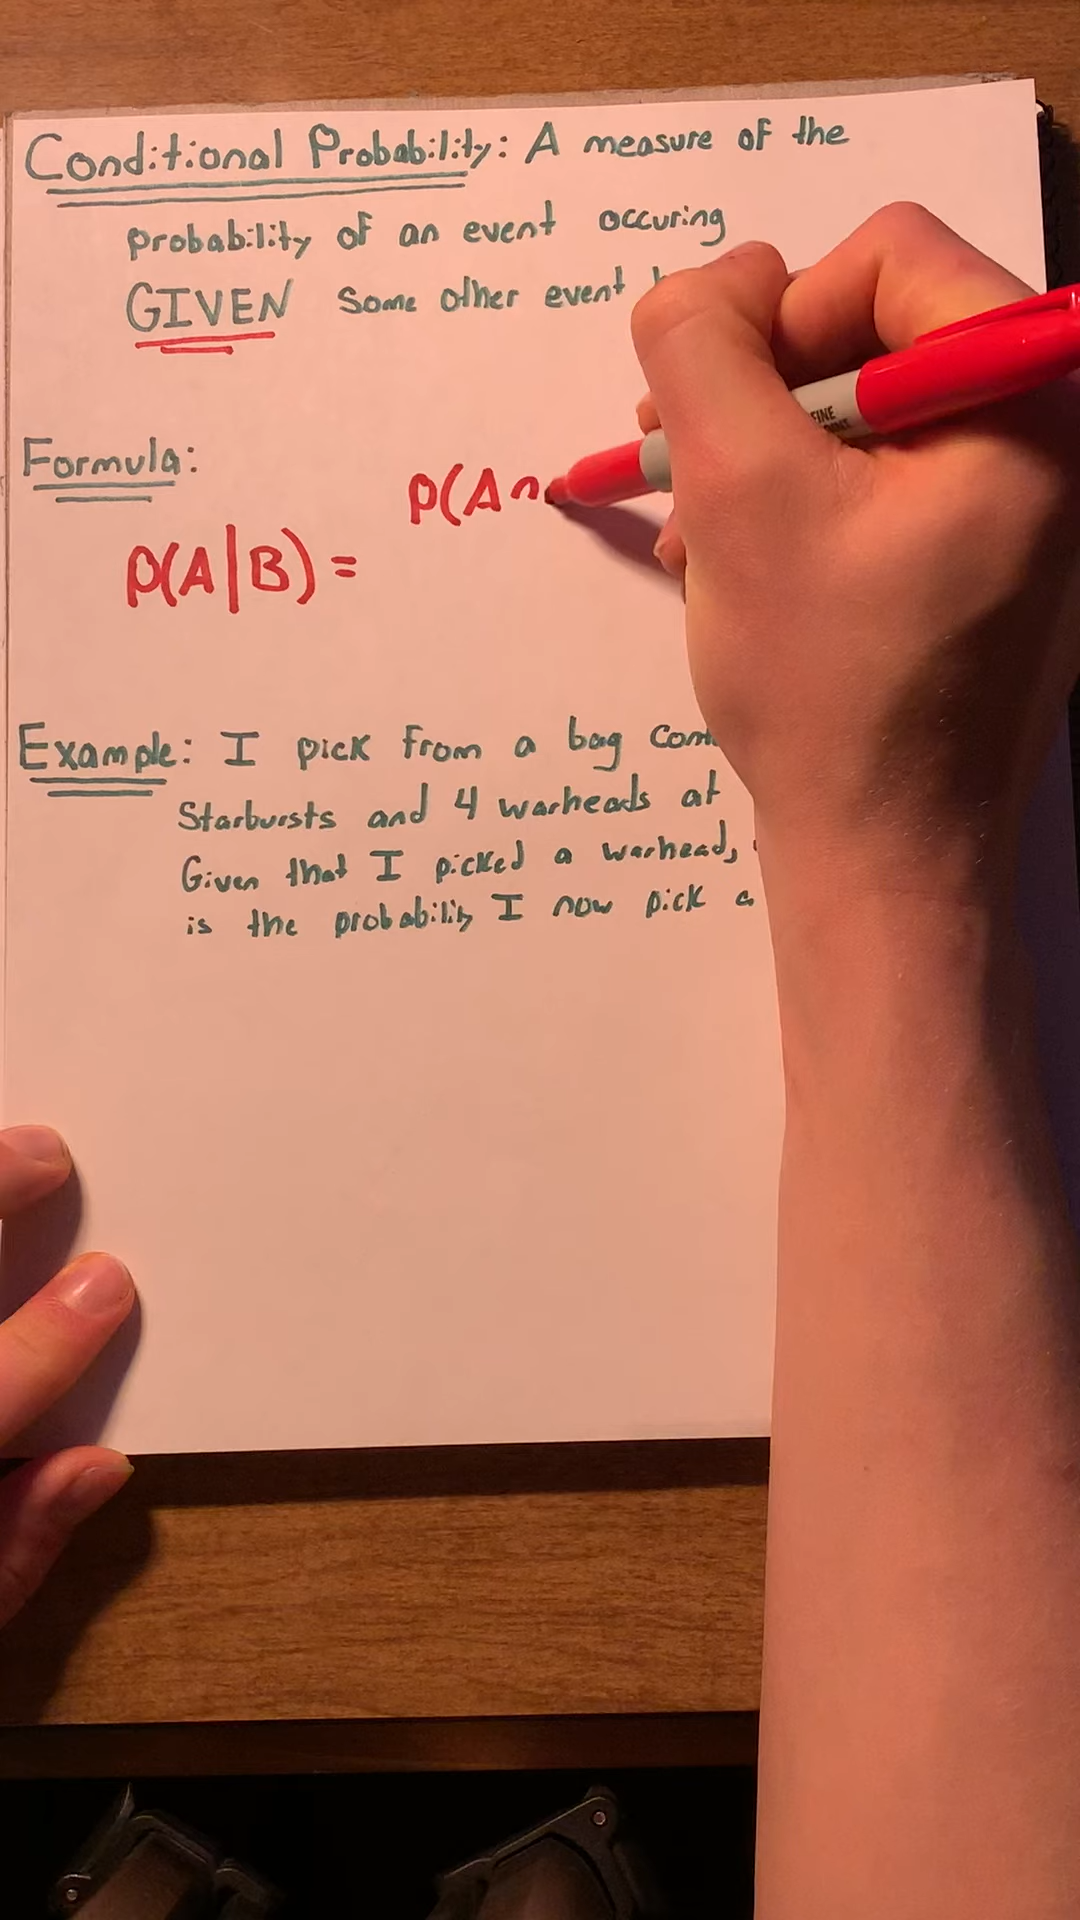 Conditional Probability: A measure of the
probability of an event occuring
GIVEN some other event
Formula:
P(A∩
P(A|B) =
Example: I pick from a bag
Starbursts and 4 warheads at
Given that I picked a warhead,
is the probability I now pick a
FINE